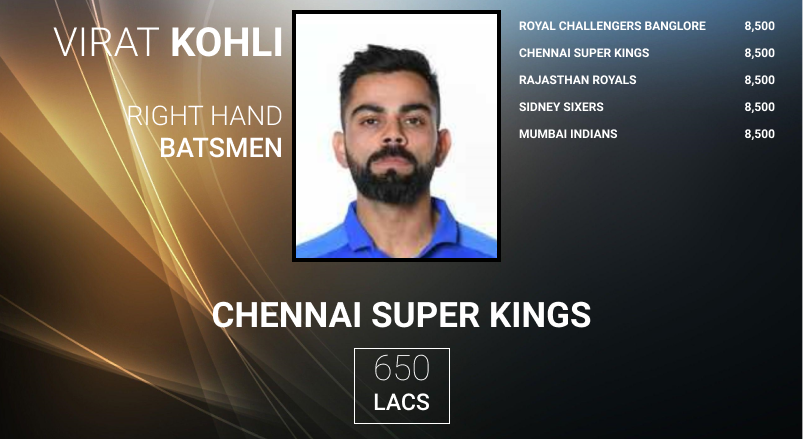 VIRAT KOHLI
RIGHT HAND
BATSMEN
ROYAL CHALLENGERS BANGLORE 8,500
CHENNAI SUPER KINGS 8,500
RAJASTHAN ROYALS 8,500
SIDNEY SIXERS 8,500
MUMBAI INDIANS 8,500
CHENNAI SUPER KINGS
650
LACS